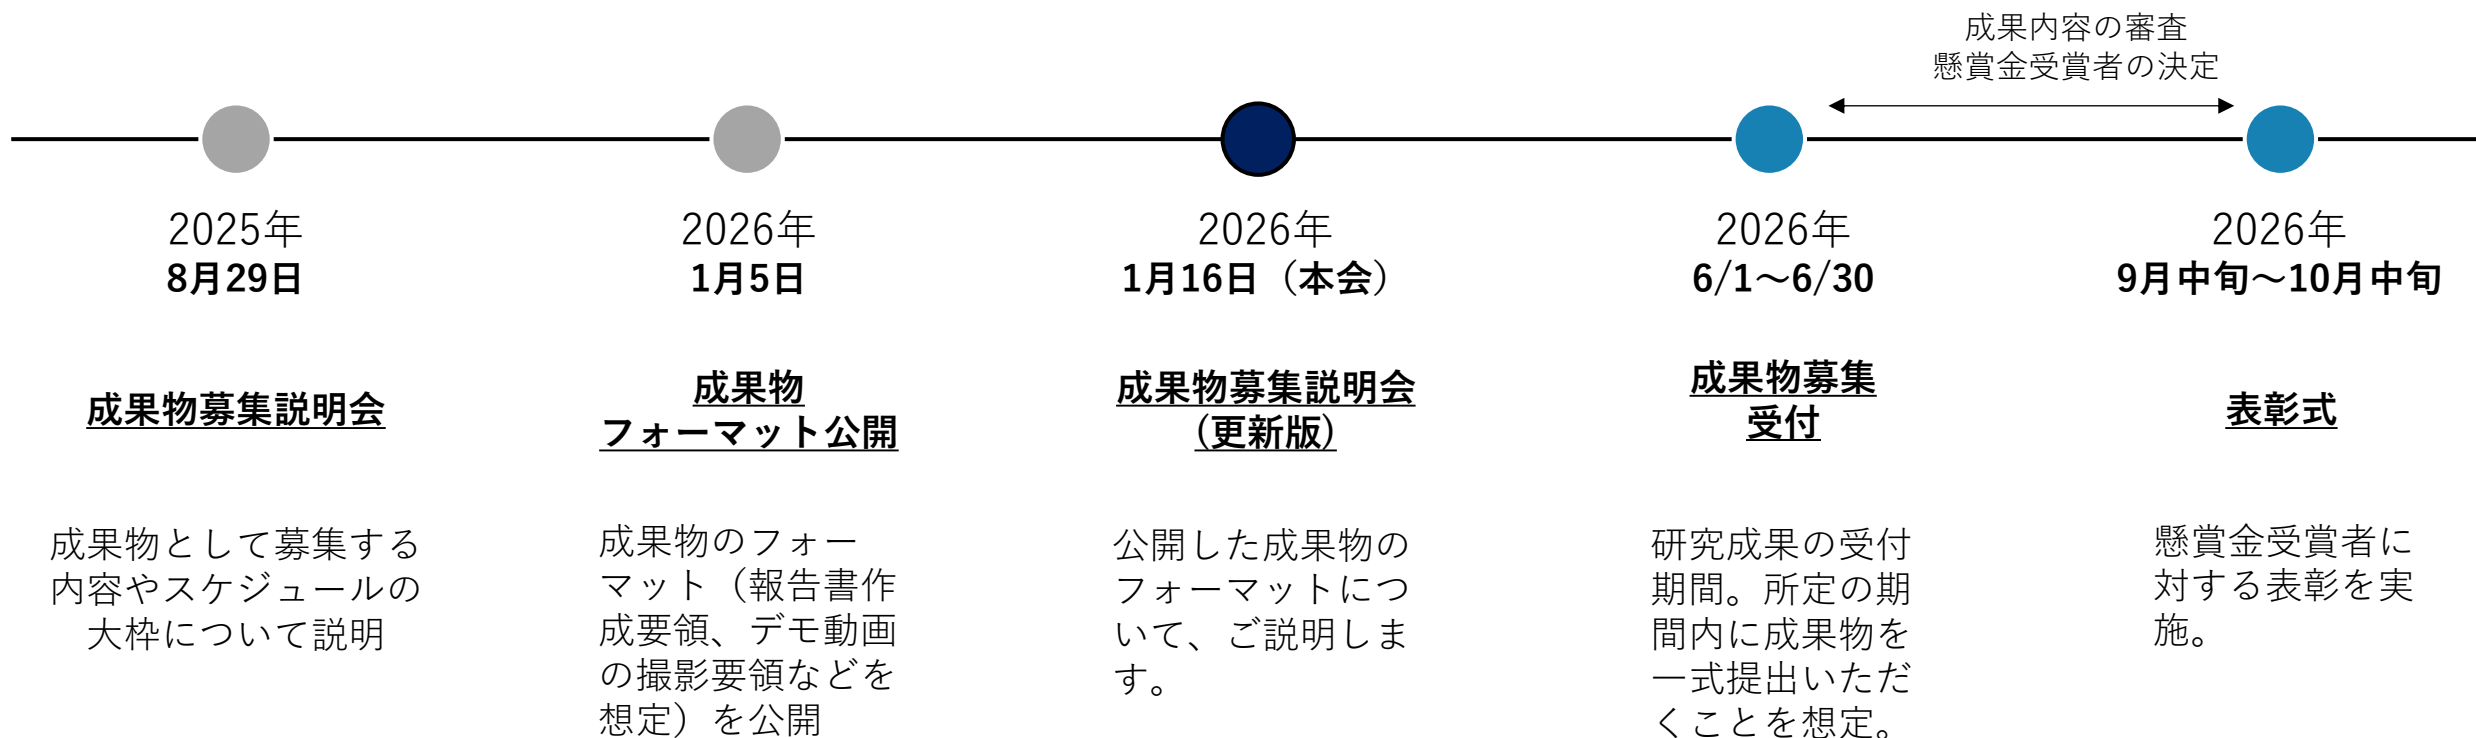 成果内容の審査
懸賞金受賞者の決定
2025年
8月29日
成果物募集説明会
成果物として募集する
内容やスケジュールの
大枠について説明
2026年
1月5日
成果物
フォーマット公開
成果物のフォー
マット（報告書作
成要領、デモ動画
の撮影要領などを
想定）を公開
2026年
1月16日（本会）
成果物募集説明会
(更新版)
公開した成果物の
フォーマットにつ
いて、ご説明しま
す。
2026年
6/1～6/30
成果物募集
受付
研究成果の受付
期間。所定の期
間内に成果物を
一式提出いただ
くことを想定。
2026年
9月中旬～10月中旬
表彰式
懸賞金受賞者に
対する表彰を実
施。